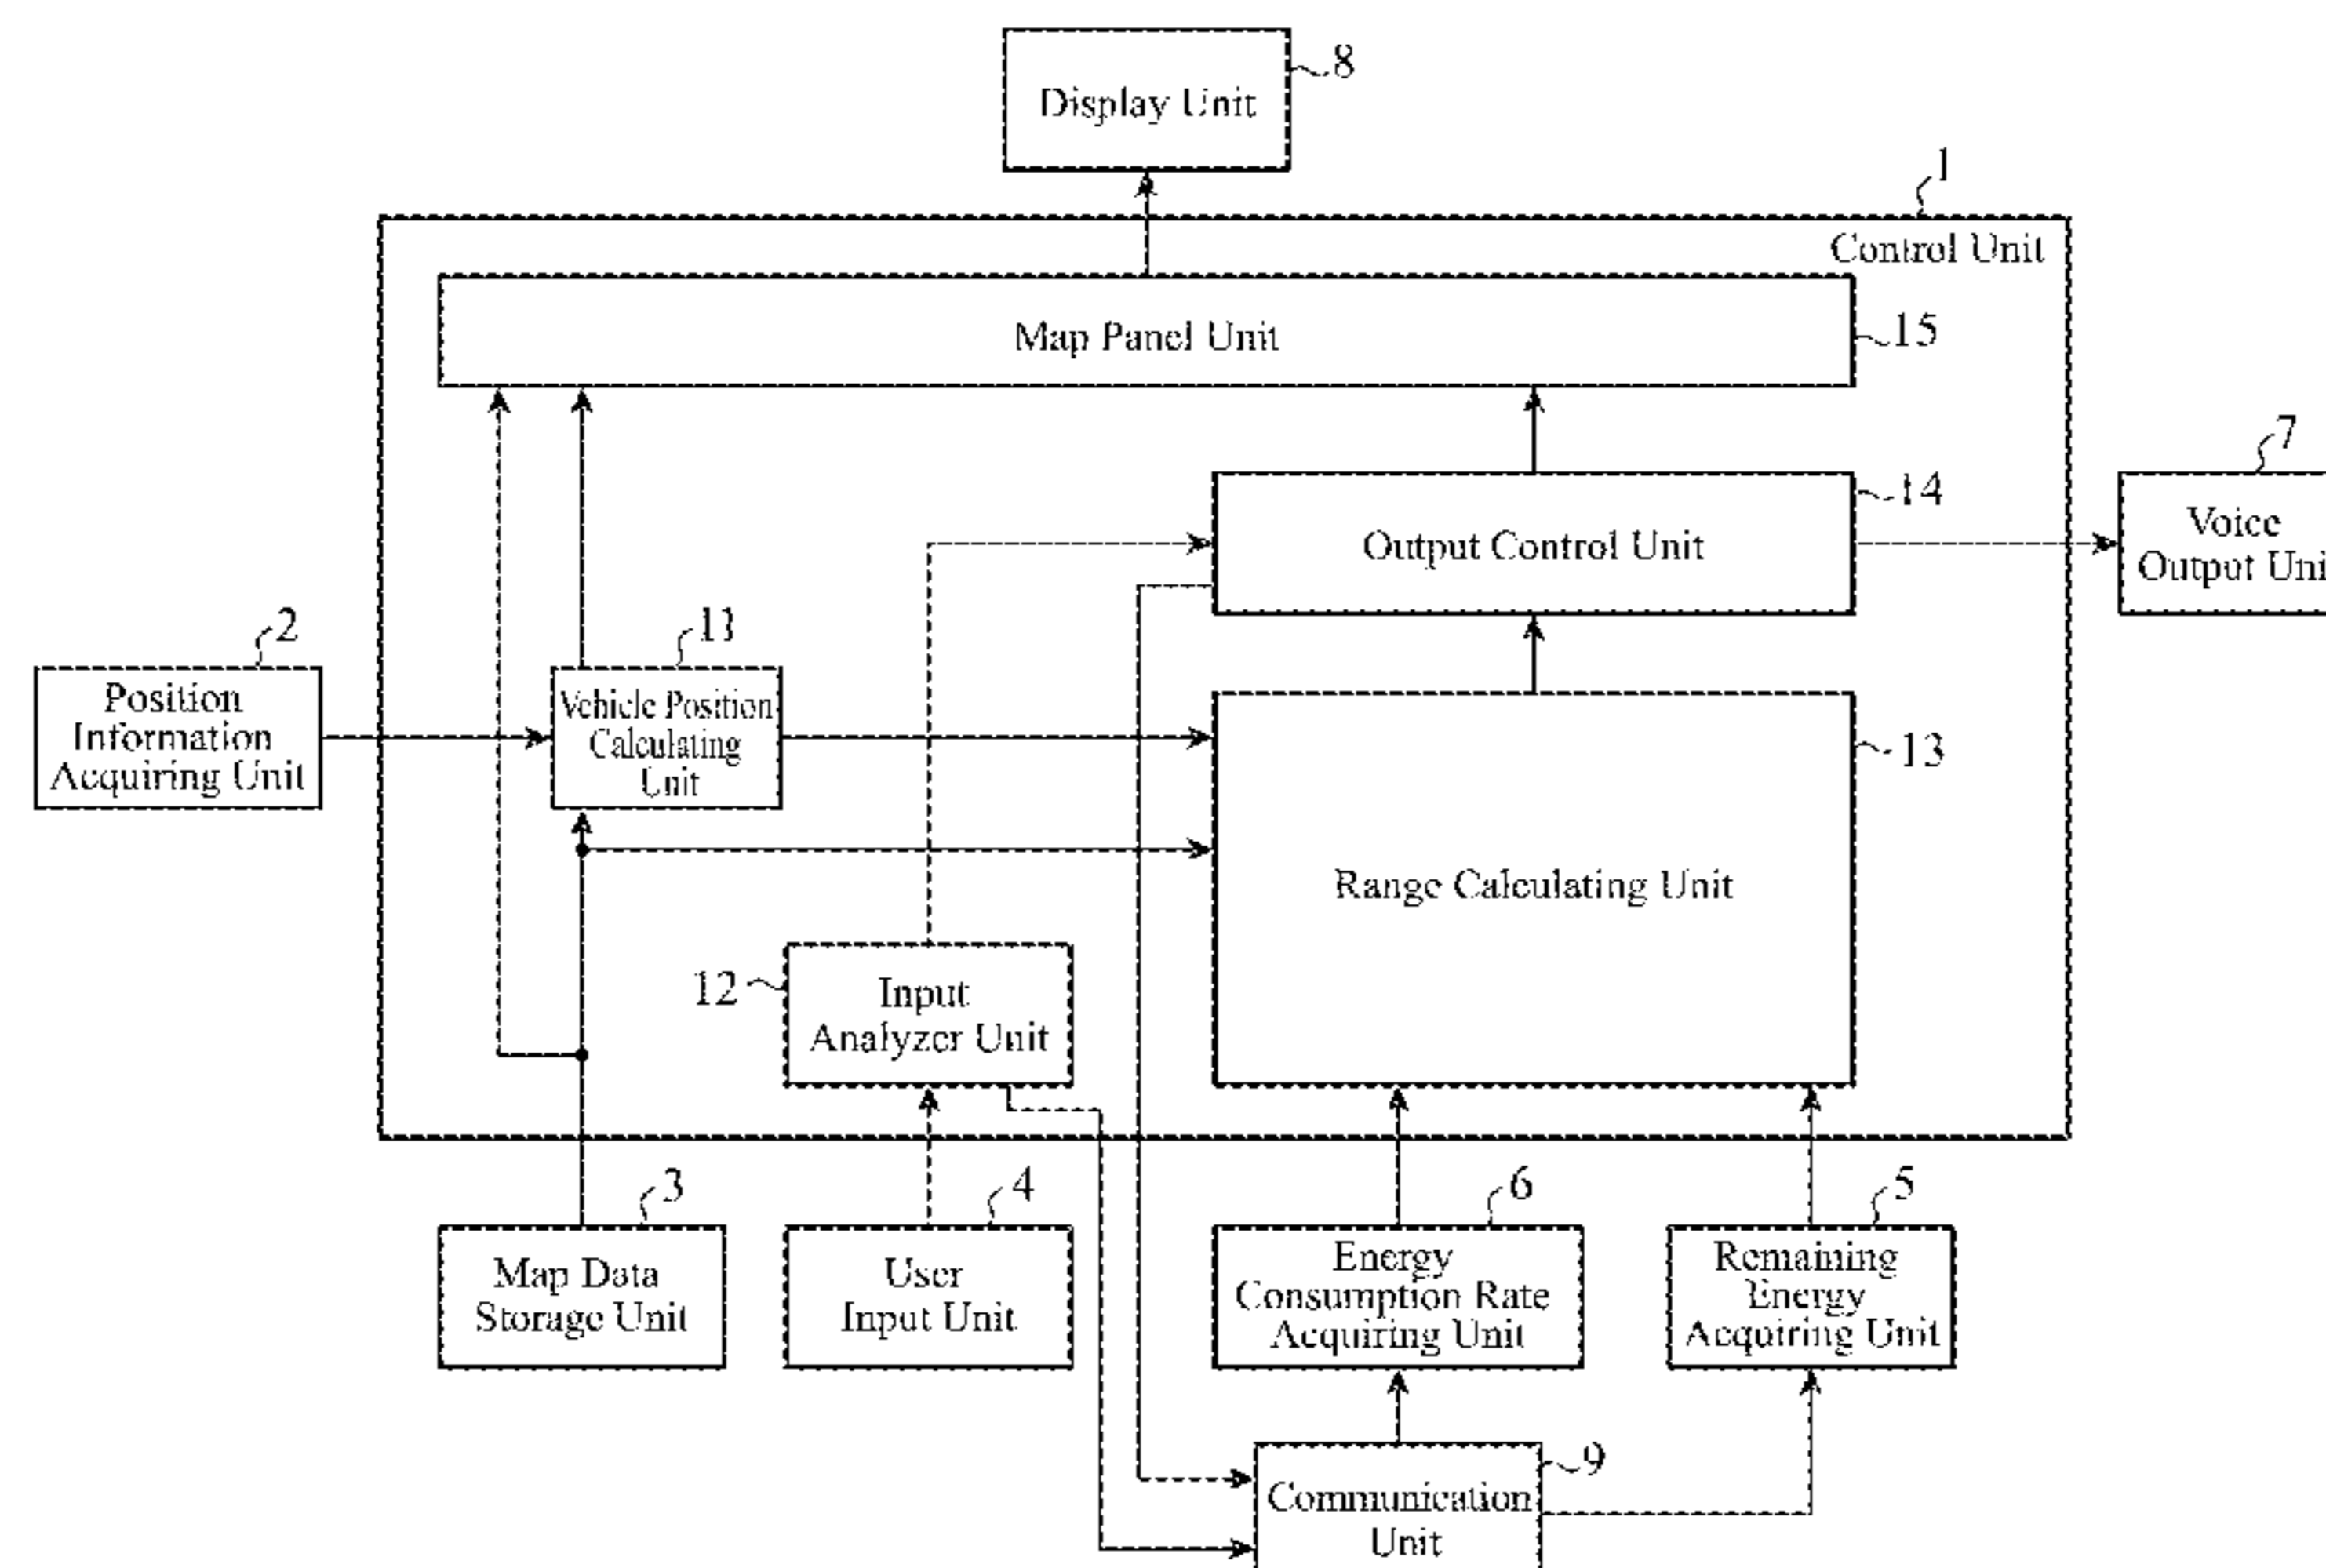 8
Display Unit
1
Control Unit
Map Panel Unit
15
7
14
Voice
Output Uni
Output Control Unit
2
11
Position
Information
Acquiring Unit
Vehicle Position
Calculating
Unit
13
Range Calculating Unit
12
Input
Analyzer Unit
3
4
6
5
Map Data
Storage Unit
User
Input Unit
Energy
Consumption Rate
Acquiring Unit
Remaining
Energy
Acquiring Unit
9
Communication
Unit